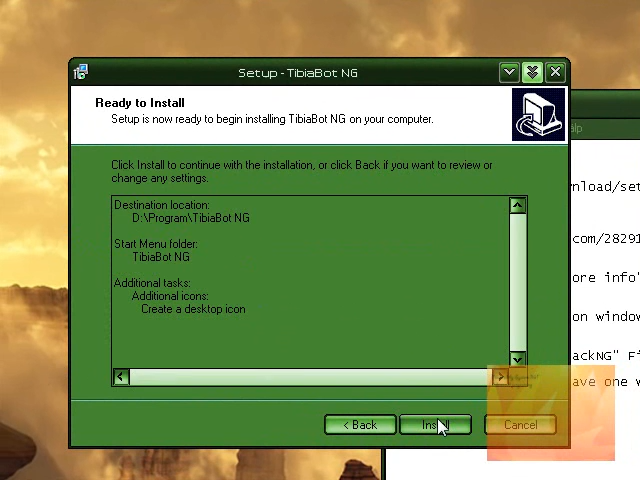 Setup - TibiaBot NG
Ready to Install
Setup is now ready to begin installing TibiaBot NG on your computer.
Click Install to continue with the installation, or click Back if you want to review or
change any settings.
Destination location:
D:\Program\TibiaBot NG
Start Menu folder:
TibiaBot NG
Additional tasks:
Additional icons:
Create a desktop icon
< Back
Install
Cancel
elp
nload/set
com/28291
ore info"
on window
ackNG" Fi
ave one w